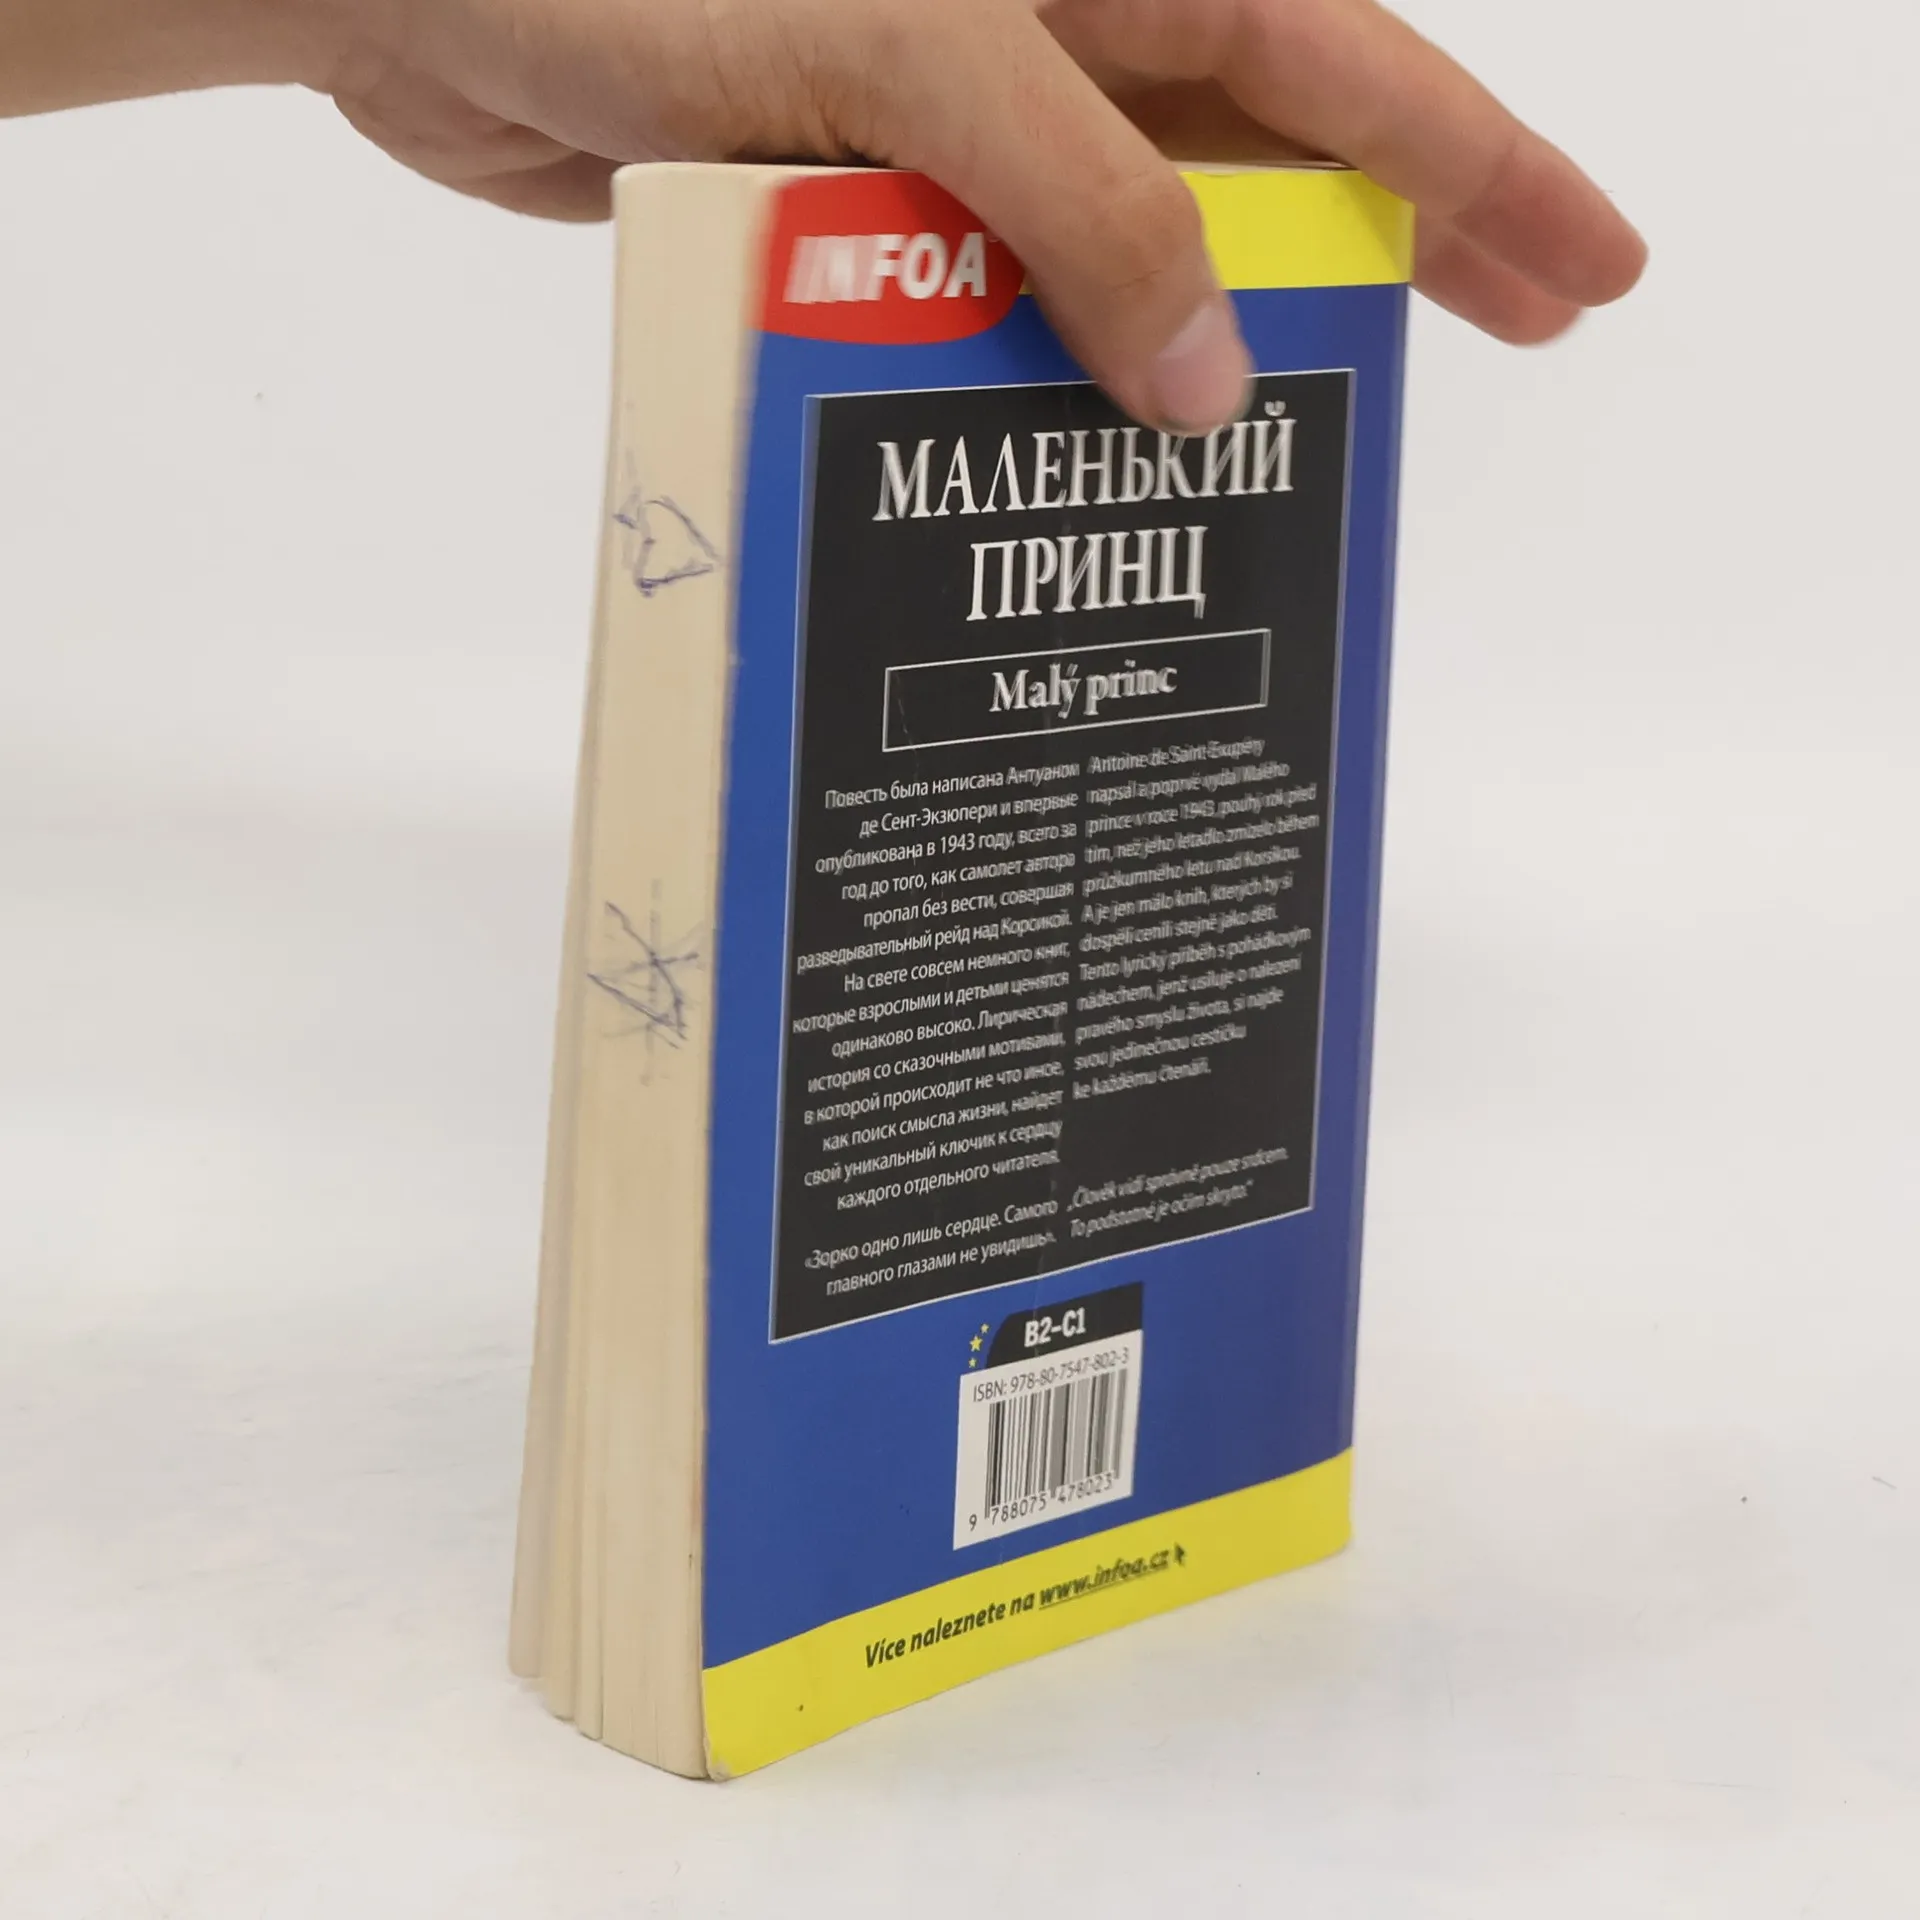 INFOA
МАЛЕНЬКИЙ
ПРИНЦ
Malý princ
Повесть была написана Антуаном
де Сент-Экзюпери и впервые
опубликована в 1943 году, всего за
год до того, как самолет автора
пропал без вести, совершая
разведывательный рейд над Корсикой.
На свете совсем немного книг,
которые взрослыми и детьми ценятся
одинаково высоко. Лирическая
история со сказочными мотивами,
в которой происходит не что иное,
как поиск смысла жизни, найдет
свой уникальный ключик к сердцу
каждого отдельного читателя.
«Зорко одно лишь сердце. Самого
главного глазами не увидишь».
Antoine de Saint-Exupéry
napsal a poprvé vydal Malého
prince v roce 1943, pouhý rok před
tím, než jeho letadlo zmizelo během
průzkumného letu nad Korsikou.
A je jen málo knih, kterých by si
dospělí cenili stejně jako děti.
Tento lyrický příběh s pohádkovým
nádechem, jenž usiluje o nalezení
pravého smyslu života, si najde
svou jedinečnou cestičku
ke každému čtenáři.
„Člověk vidí správně pouze srdcem.
To podstatné je očím skryto."
B2–C1
ISBN: 978-80-7547-802-3
9 788075 478023
Více naleznete na www.infoa.cz